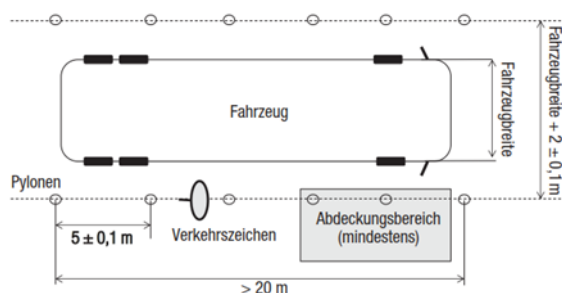 Fahrzeug
Fahrzeugbreite
Fahrzeugbreite + 2 ± 0,1 m
Pylonen
5 ± 0,1 m
Verkehrszeichen
Abdeckungsbereich
(mindestens)
> 20 m